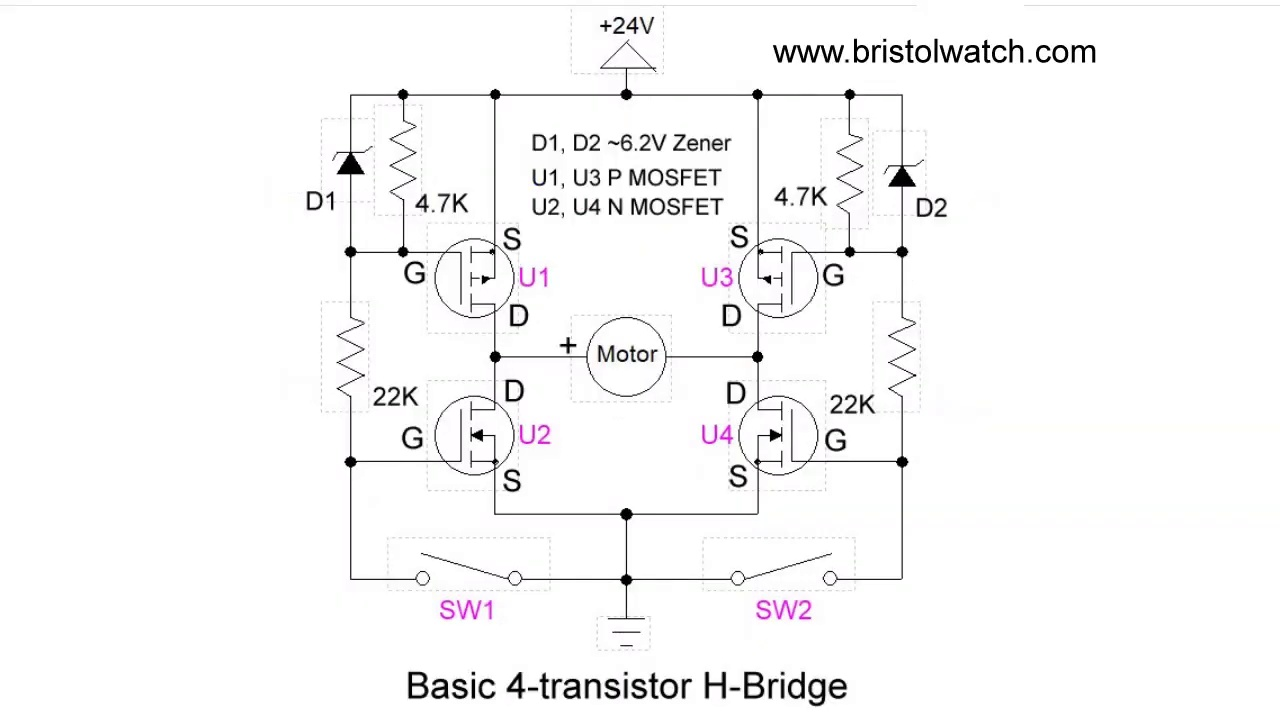 +24V
www.bristolwatch.com
D1, D2 ~6.2V Zener
U1, U3 P MOSFET
U2, U4 N MOSFET
D1
4.7K
4.7K
D2
S
S
G
U1
U3
G
D
D
+
Motor
D
D
22K
22K
G
U2
U4
G
S
S
SW1
SW2
Basic 4-transistor H-Bridge